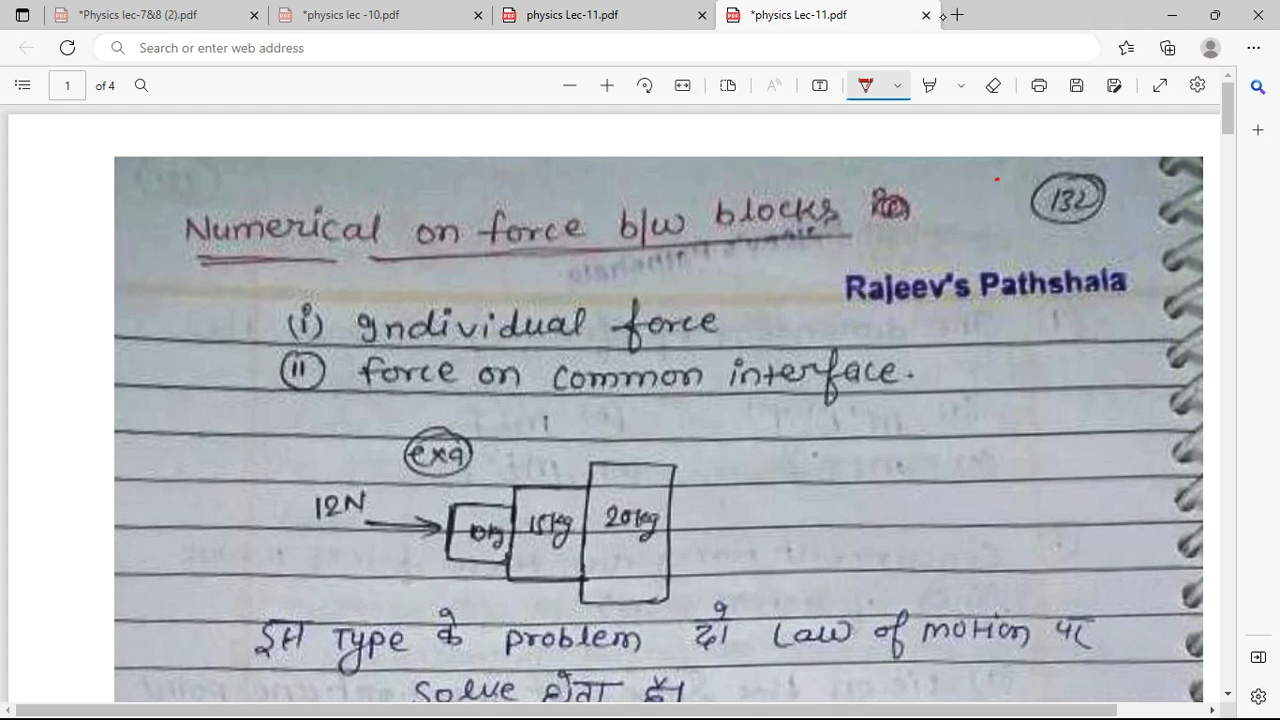 *Physics lec-7&8 (2).pdf
*physics lec -10.pdf
physics Lec-11.pdf
*physics Lec-11.pdf
Search or enter web address
1 of 4
Numerical on force b/w blocks
132
Rajeev's Pathshala
(i) Individual force
(ii) force on common interface.
exa
12N
10kg 15kg 20kg
इस Type के problem दो Law of motion पर
solve होता है।